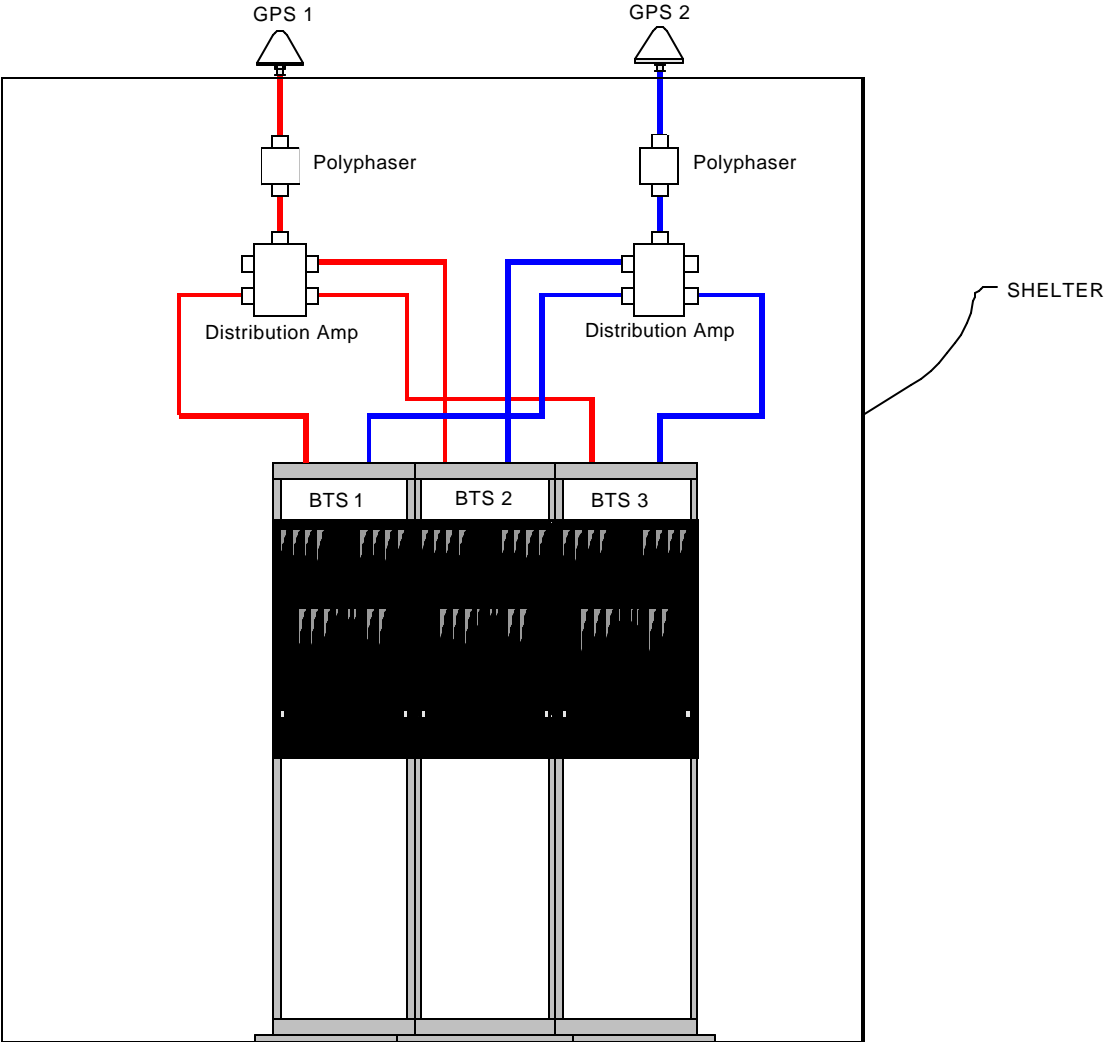 GPS 1
GPS 2
Polyphaser
Polyphaser
SHELTER
Distribution Amp
Distribution Amp
BTS 1
BTS 2
BTS 3